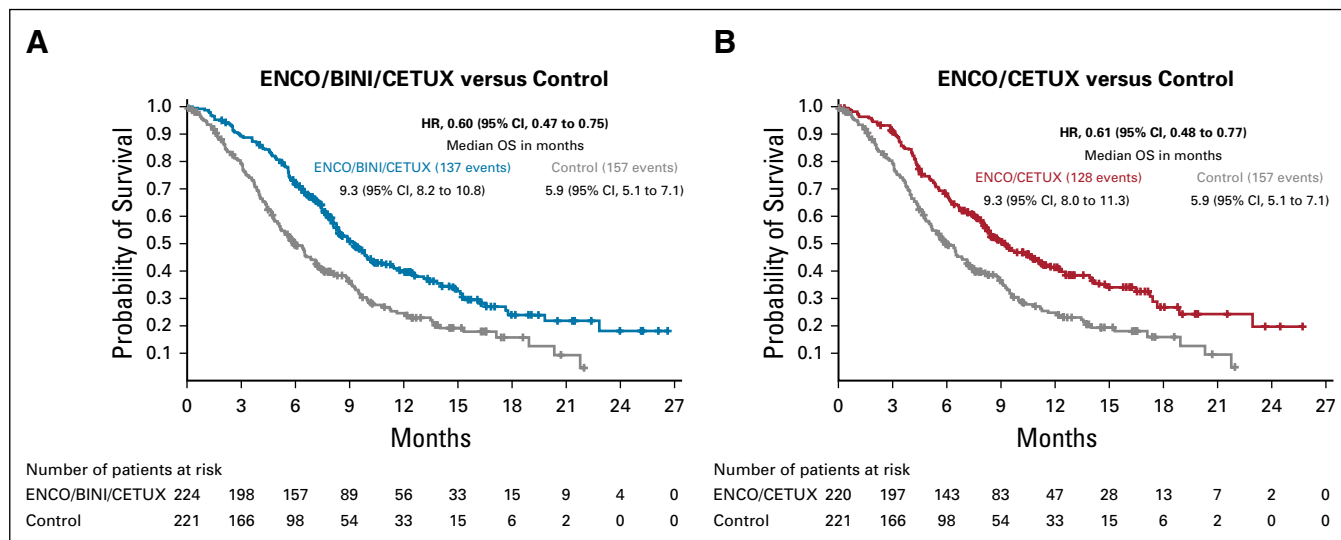 A
ENCO/BINI/CETUX versus Control
HR, 0.60 (95% CI, 0.47 to 0.75)
Median OS in months
ENCO/BINI/CETUX (137 events) Control (157 events)
9.3 (95% CI, 8.2 to 10.8) 5.9 (95% CI, 5.1 to 7.1)
Probability of Survival
1.0
0.9
0.8
0.7
0.6
0.5
0.4
0.3
0.2
0.1
0 3 6 9 12 15 18 21 24 27
Months
Number of patients at risk
ENCO/BINI/CETUX 224 198 157 89 56 33 15 9 4 0
Control 221 166 98 54 33 15 6 2 0 0
B
ENCO/CETUX versus Control
HR, 0.61 (95% CI, 0.48 to 0.77)
Median OS in months
ENCO/CETUX (128 events) Control (157 events)
9.3 (95% CI, 8.0 to 11.3) 5.9 (95% CI, 5.1 to 7.1)
Probability of Survival
1.0
0.9
0.8
0.7
0.6
0.5
0.4
0.3
0.2
0.1
0 3 6 9 12 15 18 21 24 27
Months
Number of patients at risk
ENCO/CETUX 220 197 143 83 47 28 13 7 2 0
Control 221 166 98 54 33 15 6 2 0 0